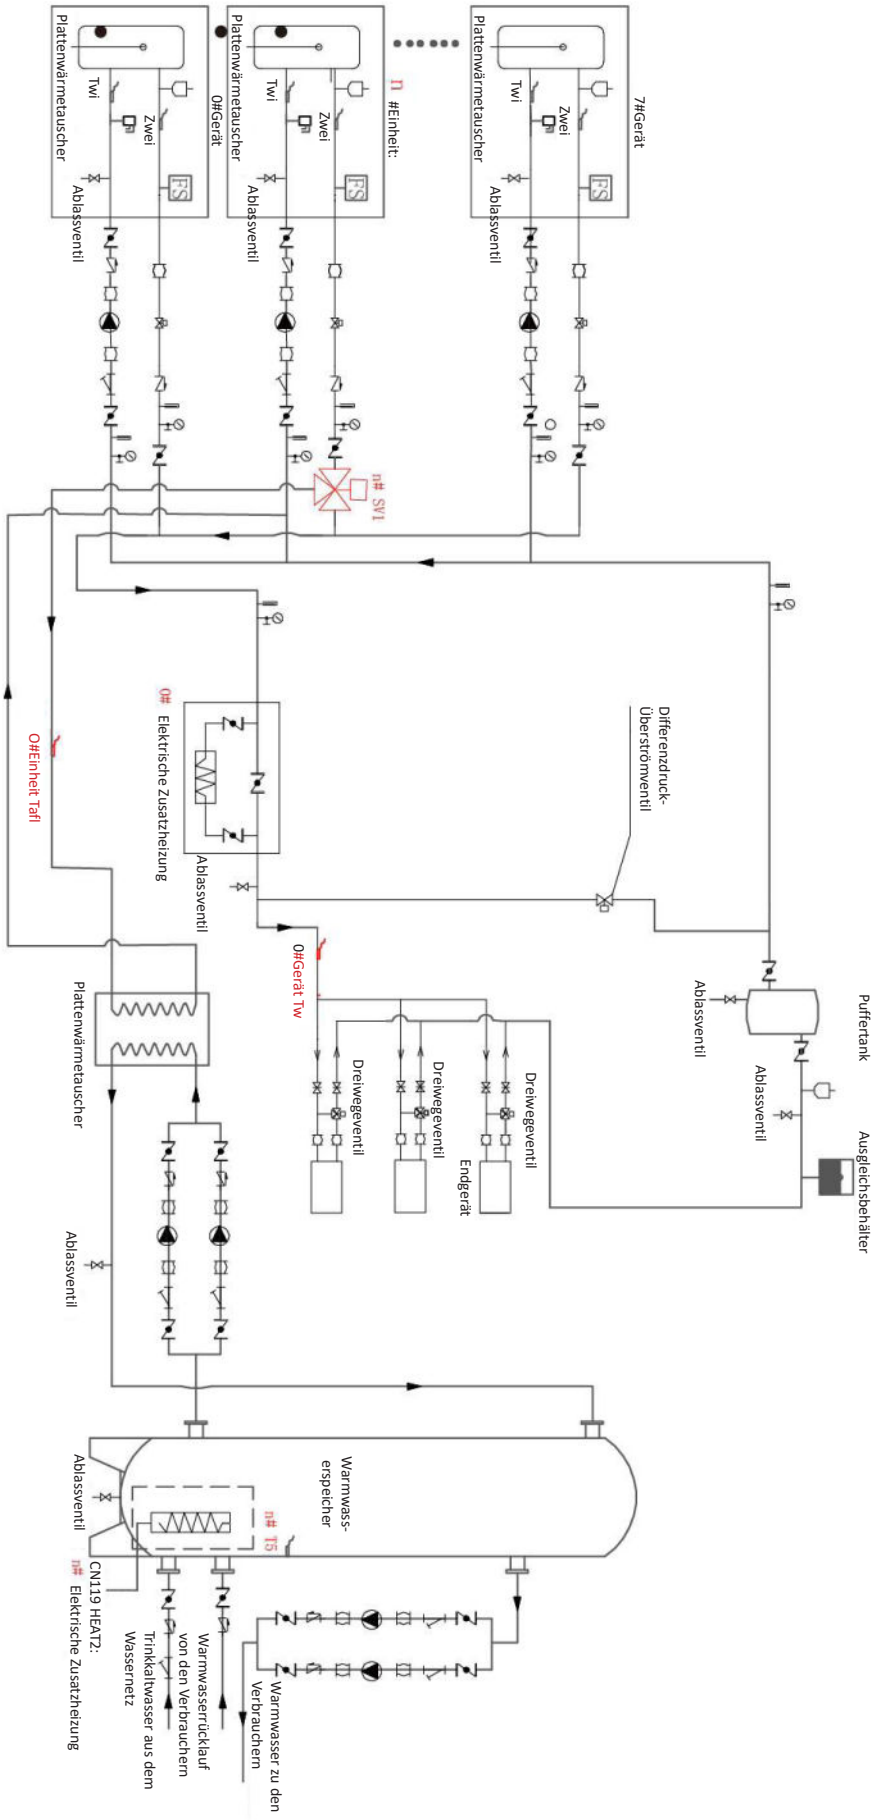 7#Gerät
Plattenwärmetauscher
Twi
Zwei
FS
Ablassventil
n
#Einheit:
Plattenwärmetauscher
Twi
Zwei
FS
Ablassventil
0#Gerät
Plattenwärmetauscher
Twi
Zwei
FS
Ablassventil
n# SV1
Differenzdruck-
Überströmventil
0#
Elektrische Zusatzheizung
Ablassventil
O#Einheit Tafl
0#Gerät Tw
Puffertank
Ablassventil
Ablassventil
Ausgleichsbehälter
Dreiwegeventil
Dreiwegeventil
Dreiwegeventil
Endgerät
Plattenwärmetauscher
Ablassventil
Warmwass-
erspeicher
n# T5
Ablassventil
CN119 HEAT2:
n# Elektrische Zusatzheizung
Trinkkaltwasser aus dem
Wassernetz
Warmwasserrücklauf
von den Verbrauchern
Warmwasser zu den
Verbrauchern